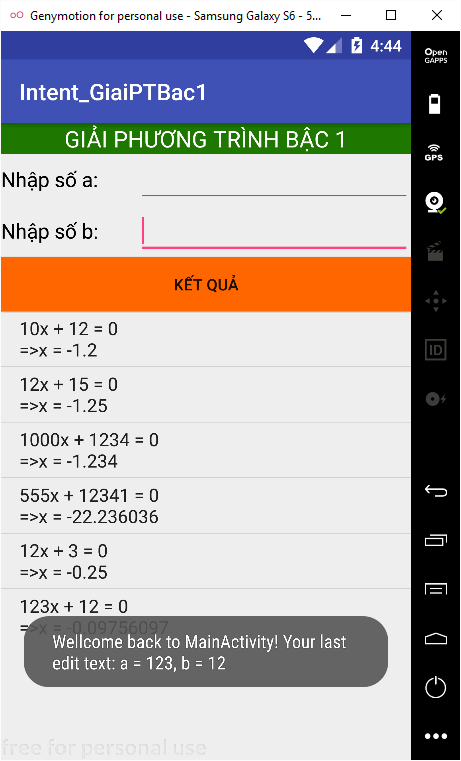 Genymotion for personal use - Samsung Galaxy S6 - 5...
4:44
Open
GAPPS
Intent_GiaiPTBac1
GIẢI PHƯƠNG TRÌNH BẬC 1
GPS
Nhập số a:
Nhập số b:
KẾT QUẢ
10x + 12 = 0
=>x = -1.2
12x + 15 = 0
=>x = -1.25
ID
1000x + 1234 = 0
=>x = -1.234
555x + 12341 = 0
=>x = -22.236036
12x + 3 = 0
=>x = -0.25
123x + 12 = 0
=>x = -0.09756097
Wellcome back to MainActivity! Your last
edit text: a = 123, b = 12
free for personal use